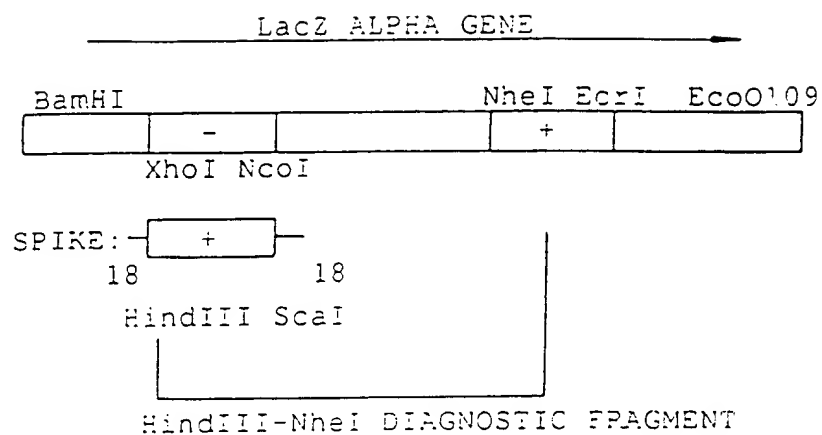 LacZ ALPHA GENE
BamHI NheI EcrI EcoO109
- +
XhoI NcoI
SPIKE: +
18 18
HindIII ScaI
HindIII-NheI DIAGNOSTIC FRAGMENT